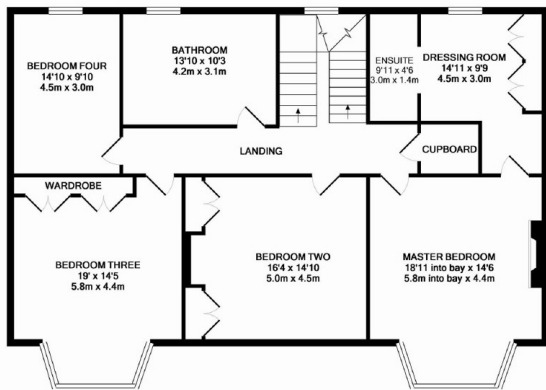 BEDROOM FOUR
14'10 x 9'10
4.5m x 3.0m
BATHROOM
13'10 x 10'3
4.2m x 3.1m
ENSUITE
9'11 x 4'6
3.0m x 1.4m
DRESSING ROOM
14'11 x 9'9
4.5m x 3.0m
LANDING
CUPBOARD
WARDROBE
BEDROOM THREE
19' x 14'5
5.8m x 4.4m
BEDROOM TWO
16'4 x 14'10
5.0m x 4.5m
MASTER BEDROOM
18'11 into bay x 14'6
5.8m into bay x 4.4m